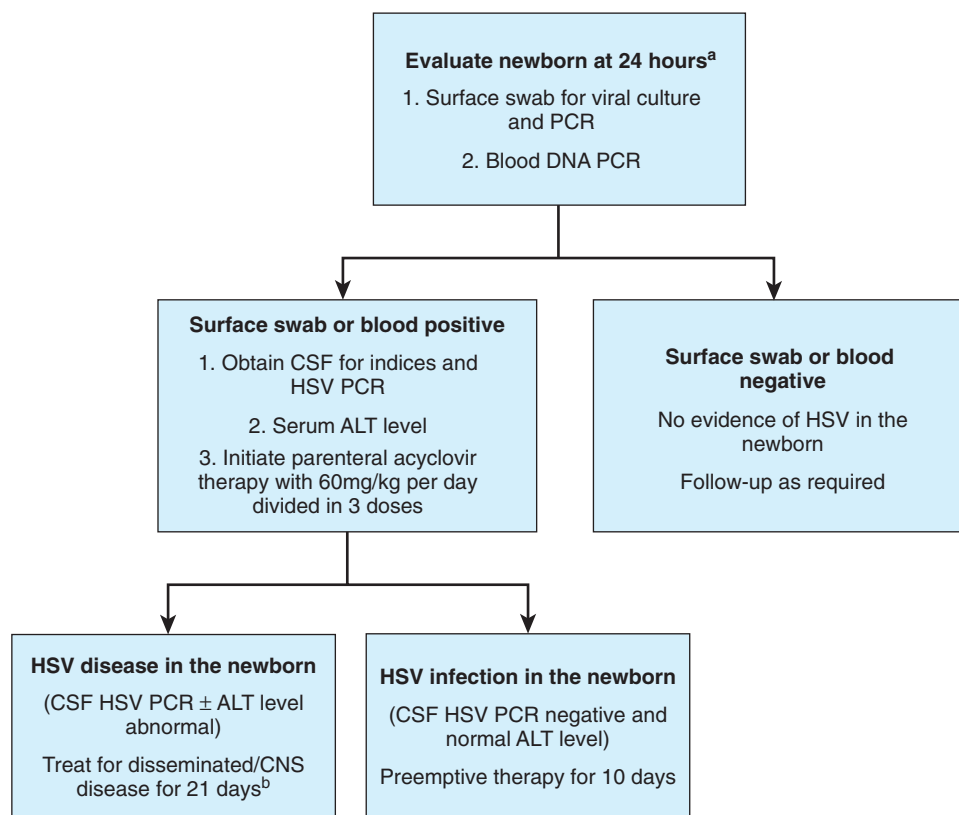 Evaluate newborn at 24 hoursᵃ
1. Surface swab for viral culture
and PCR
2. Blood DNA PCR
Surface swab or blood positive
1. Obtain CSF for indices and
HSV PCR
2. Serum ALT level
3. Initiate parenteral acyclovir
therapy with 60mg/kg per day
divided in 3 doses
Surface swab or blood
negative
No evidence of HSV in the
newborn
Follow-up as required
HSV disease in the newborn
(CSF HSV PCR ± ALT level
abnormal)
Treat for disseminated/CNS
disease for 21 daysᵇ
HSV infection in the newborn
(CSF HSV PCR negative and
normal ALT level)
Preemptive therapy for 10 days